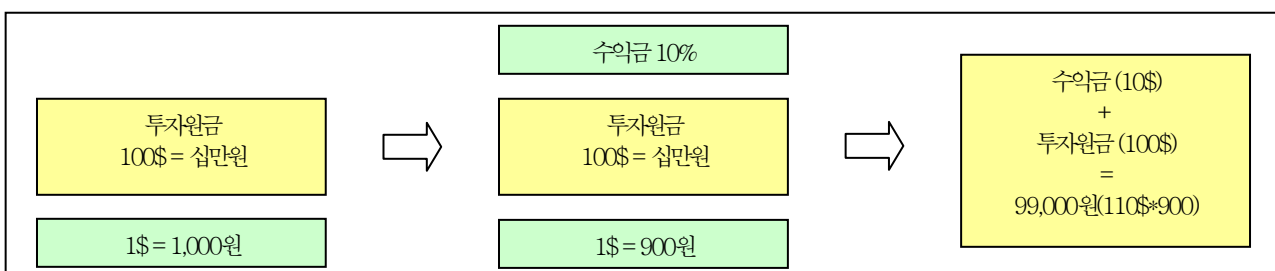 투자원금
100$ = 십만원
1$ = 1,000원
수익금 10%
투자원금
100$ = 십만원
1$ = 900원
수익금 (10$)
+
투자원금 (100$)
=
99,000원(110$*900)